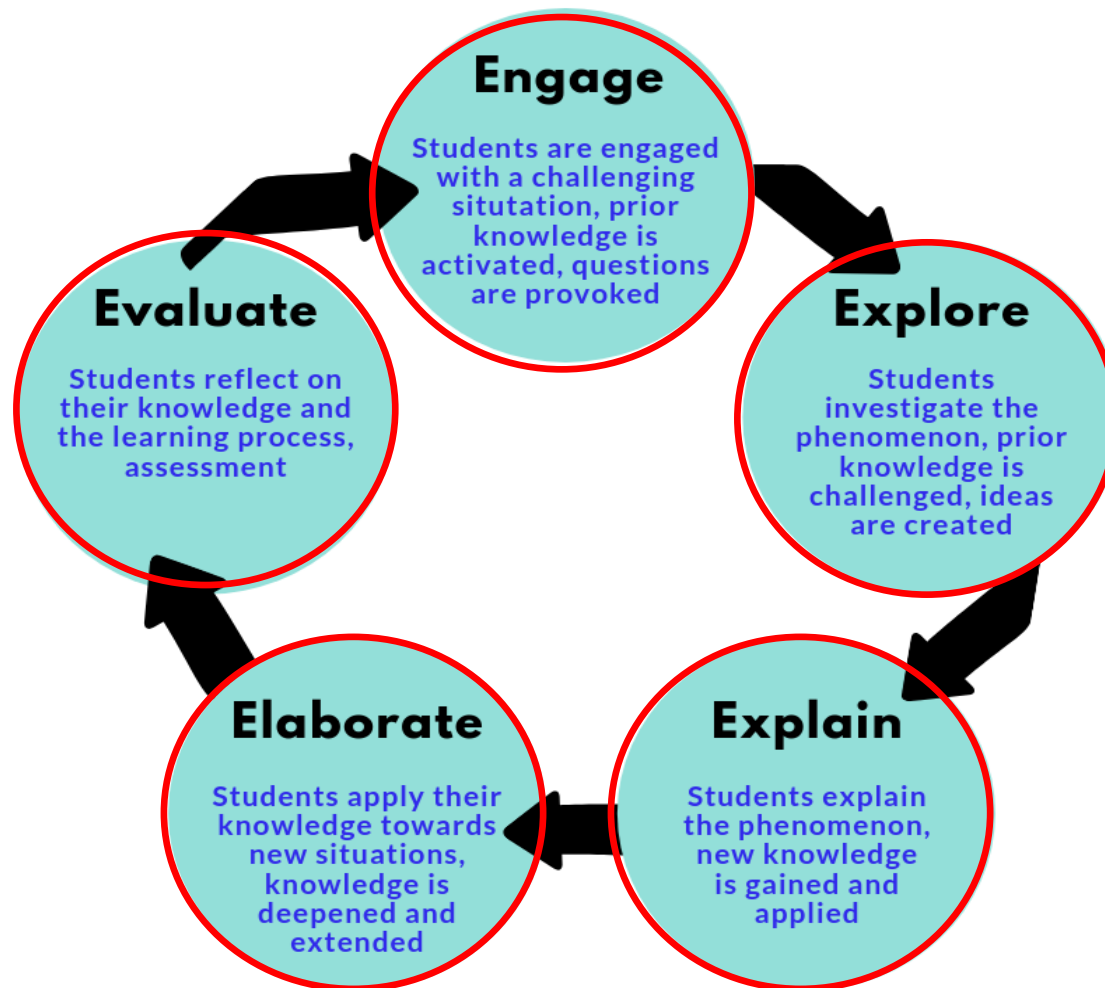 Engage
Students are engaged
with a challenging
situtation, prior
knowledge is
activated, questions
are provoked
Explore
Students
investigate the
phenomenon, prior
knowledge is
challenged, ideas
are created
Explain
Students explain
the phenomenon,
new knowledge
is gained and
applied
Elaborate
Students apply their
knowledge towards
new situations,
knowledge is
deepened and
extended
Evaluate
Students reflect on
their knowledge and
the learning process,
assessment